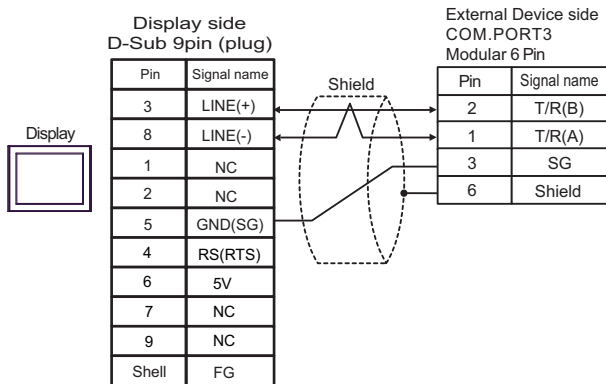 Display side
D-Sub 9pin (plug)
External Device side
COM.PORT3
Modular 6 Pin
Display
Shield
Pin Signal name
3 LINE(+)
8 LINE(-)
1 NC
2 NC
5 GND(SG)
4 RS(RTS)
6 5V
7 NC
9 NC
Shell FG
Pin Signal name
2 T/R(B)
1 T/R(A)
3 SG
6 Shield